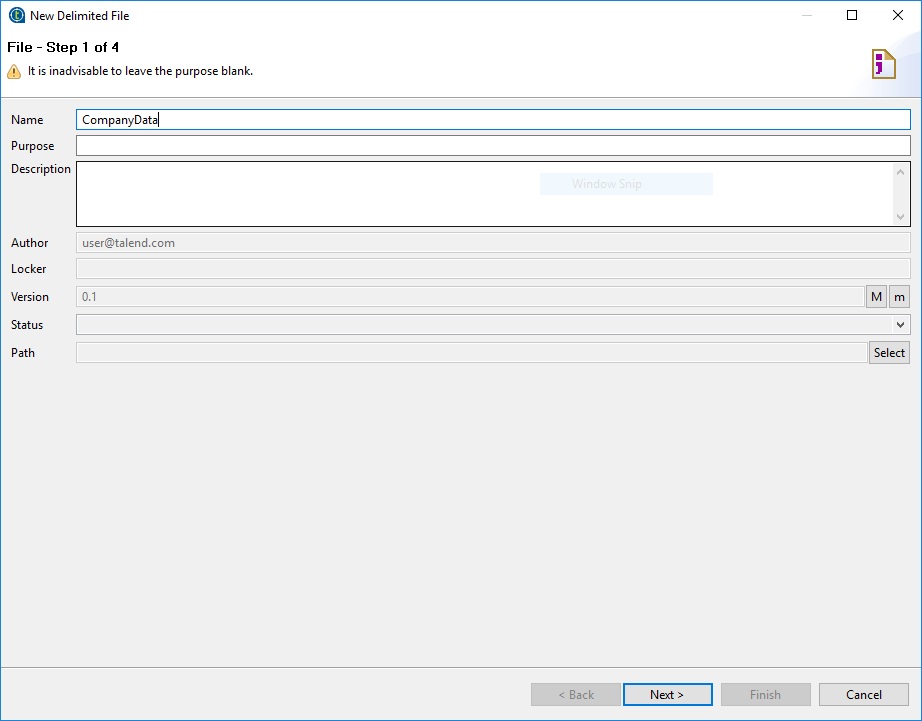 New Delimited File
File - Step 1 of 4
It is inadvisable to leave the purpose blank.
Name CompanyData
Purpose
Description
Window Snip
Author user@talend.com
Locker
Version 0.1 M m
Status
Path Select
< Back Next > Finish Cancel